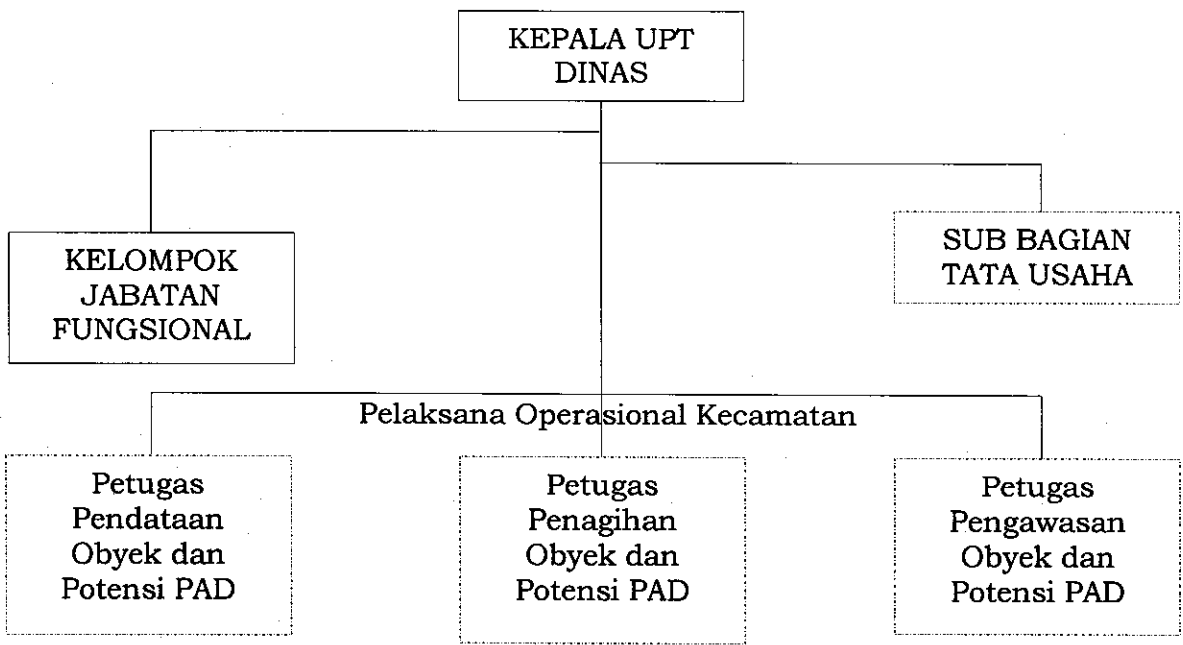 KEPALA UPT
DINAS
KELOMPOK
JABATAN
FUNGSIONAL
SUB BAGIAN
TATA USAHA
Pelaksana Operasional Kecamatan
Petugas
Pendataan
Obyek dan
Potensi PAD
Petugas
Penagihan
Obyek dan
Potensi PAD
Petugas
Pengawasan
Obyek dan
Potensi PAD